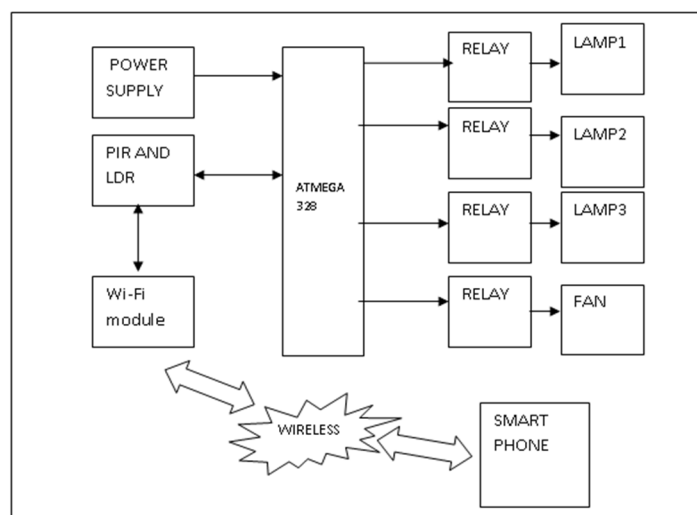 POWER
SUPPLY
PIR AND
LDR
Wi-Fi
module
ATMEGA
328
RELAY
LAMP1
RELAY
LAMP2
RELAY
LAMP3
RELAY
FAN
WIRELESS
SMART
PHONE